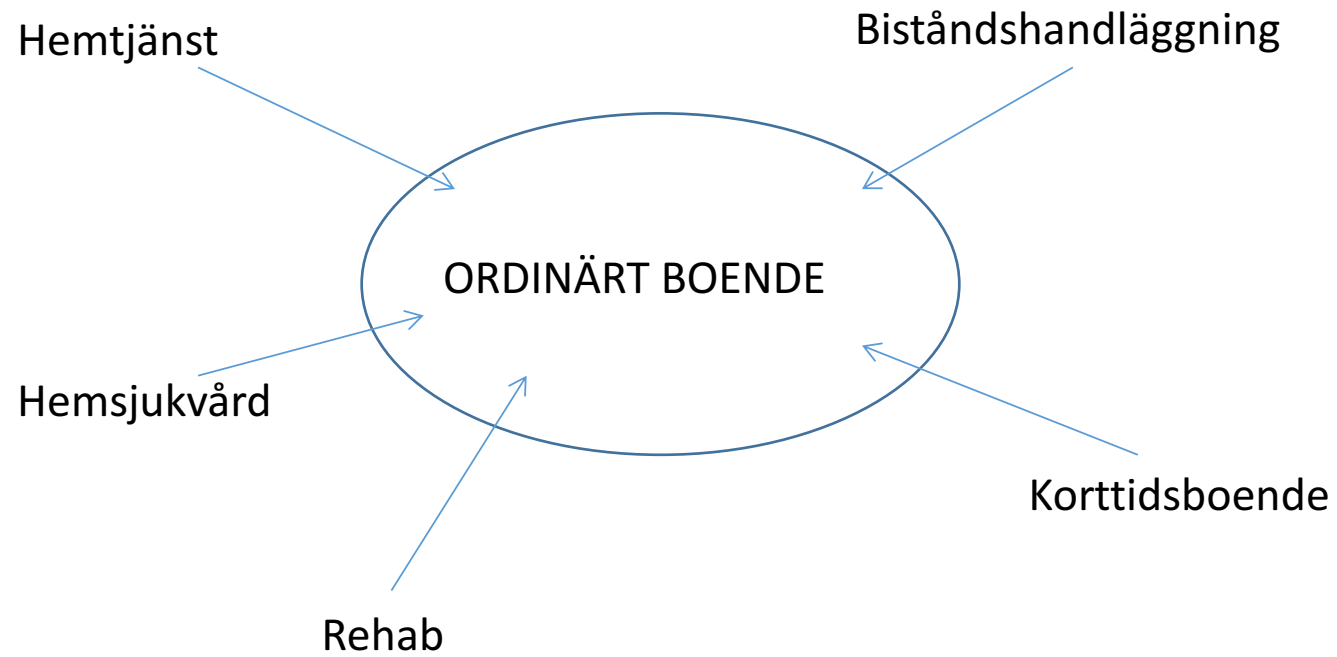 Hemtjänst
Biståndshandläggning
ORDINÄRT BOENDE
Hemsjukvård
Korttidsboende
Rehab